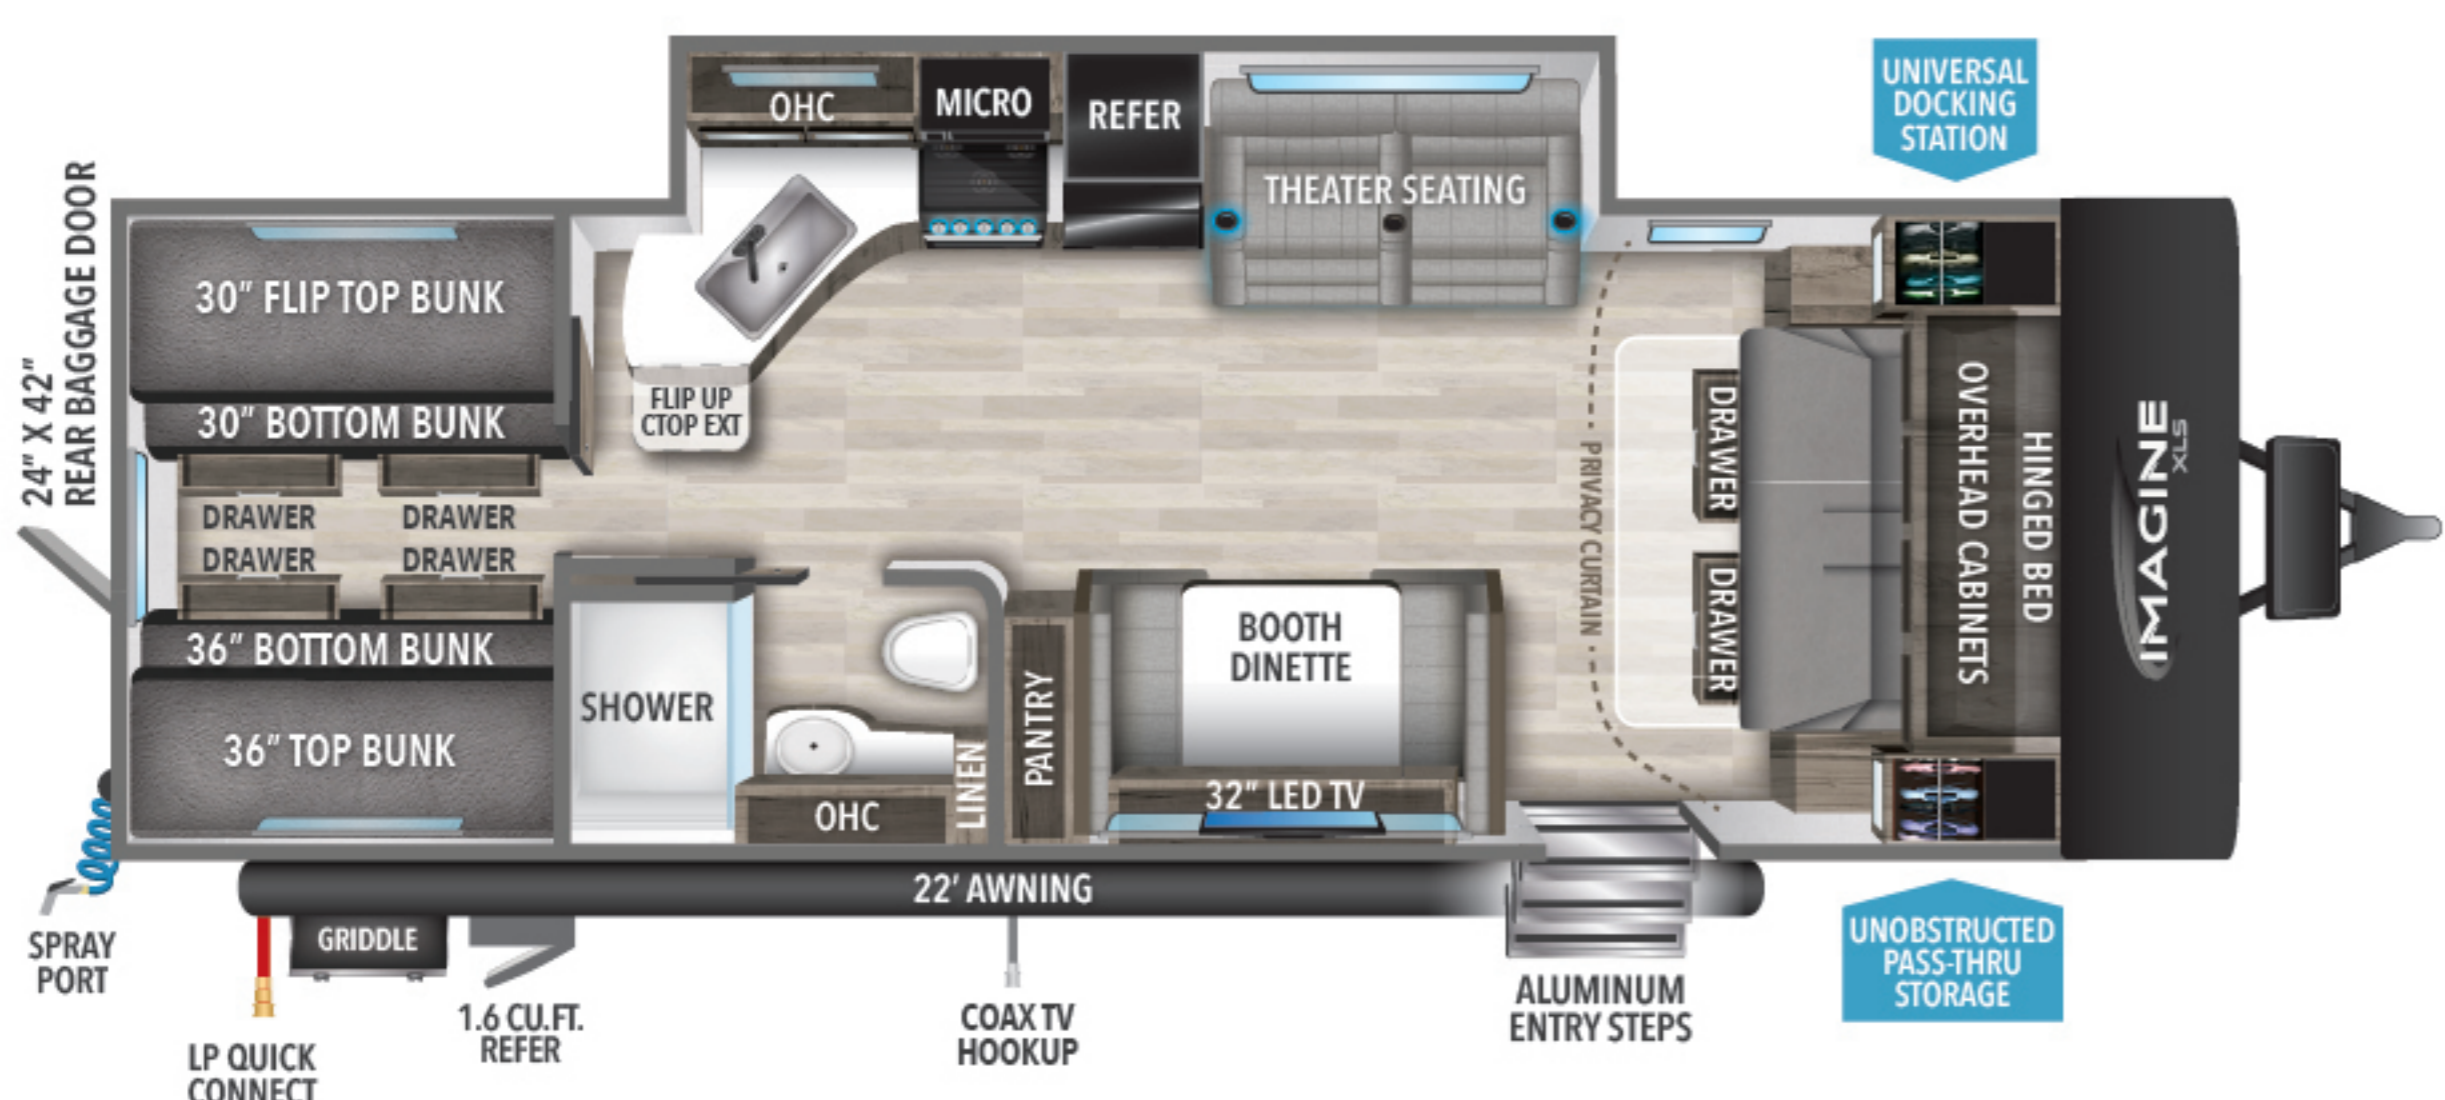 UNIVERSAL
DOCKING
STATION
OHC
MICRO
REFER
THEATER SEATING
24" X 42"
REAR BAGGAGE DOOR
30" FLIP TOP BUNK
30" BOTTOM BUNK
FLIP UP
CTOP EXT
DRAWER
DRAWER
DRAWER
DRAWER
36" BOTTOM BUNK
36" TOP BUNK
SHOWER
OHC
LINEN
PANTRY
BOOTH
DINETTE
32" LED TV
PRIVACY CURTAIN
DRAWER
DRAWER
OVERHEAD CABINETS
HINGED BED
IMAGINE
XLS
22' AWNING
SPRAY
PORT
LP QUICK
CONNECT
GRIDDLE
1.6 CU.FT.
REFER
COAX TV
HOOKUP
ALUMINUM
ENTRY STEPS
UNOBSTRUCTED
PASS-THRU
STORAGE